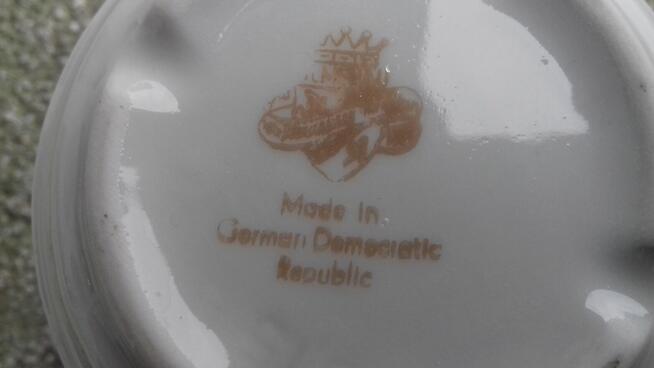 Made in
German Democratic
Republic